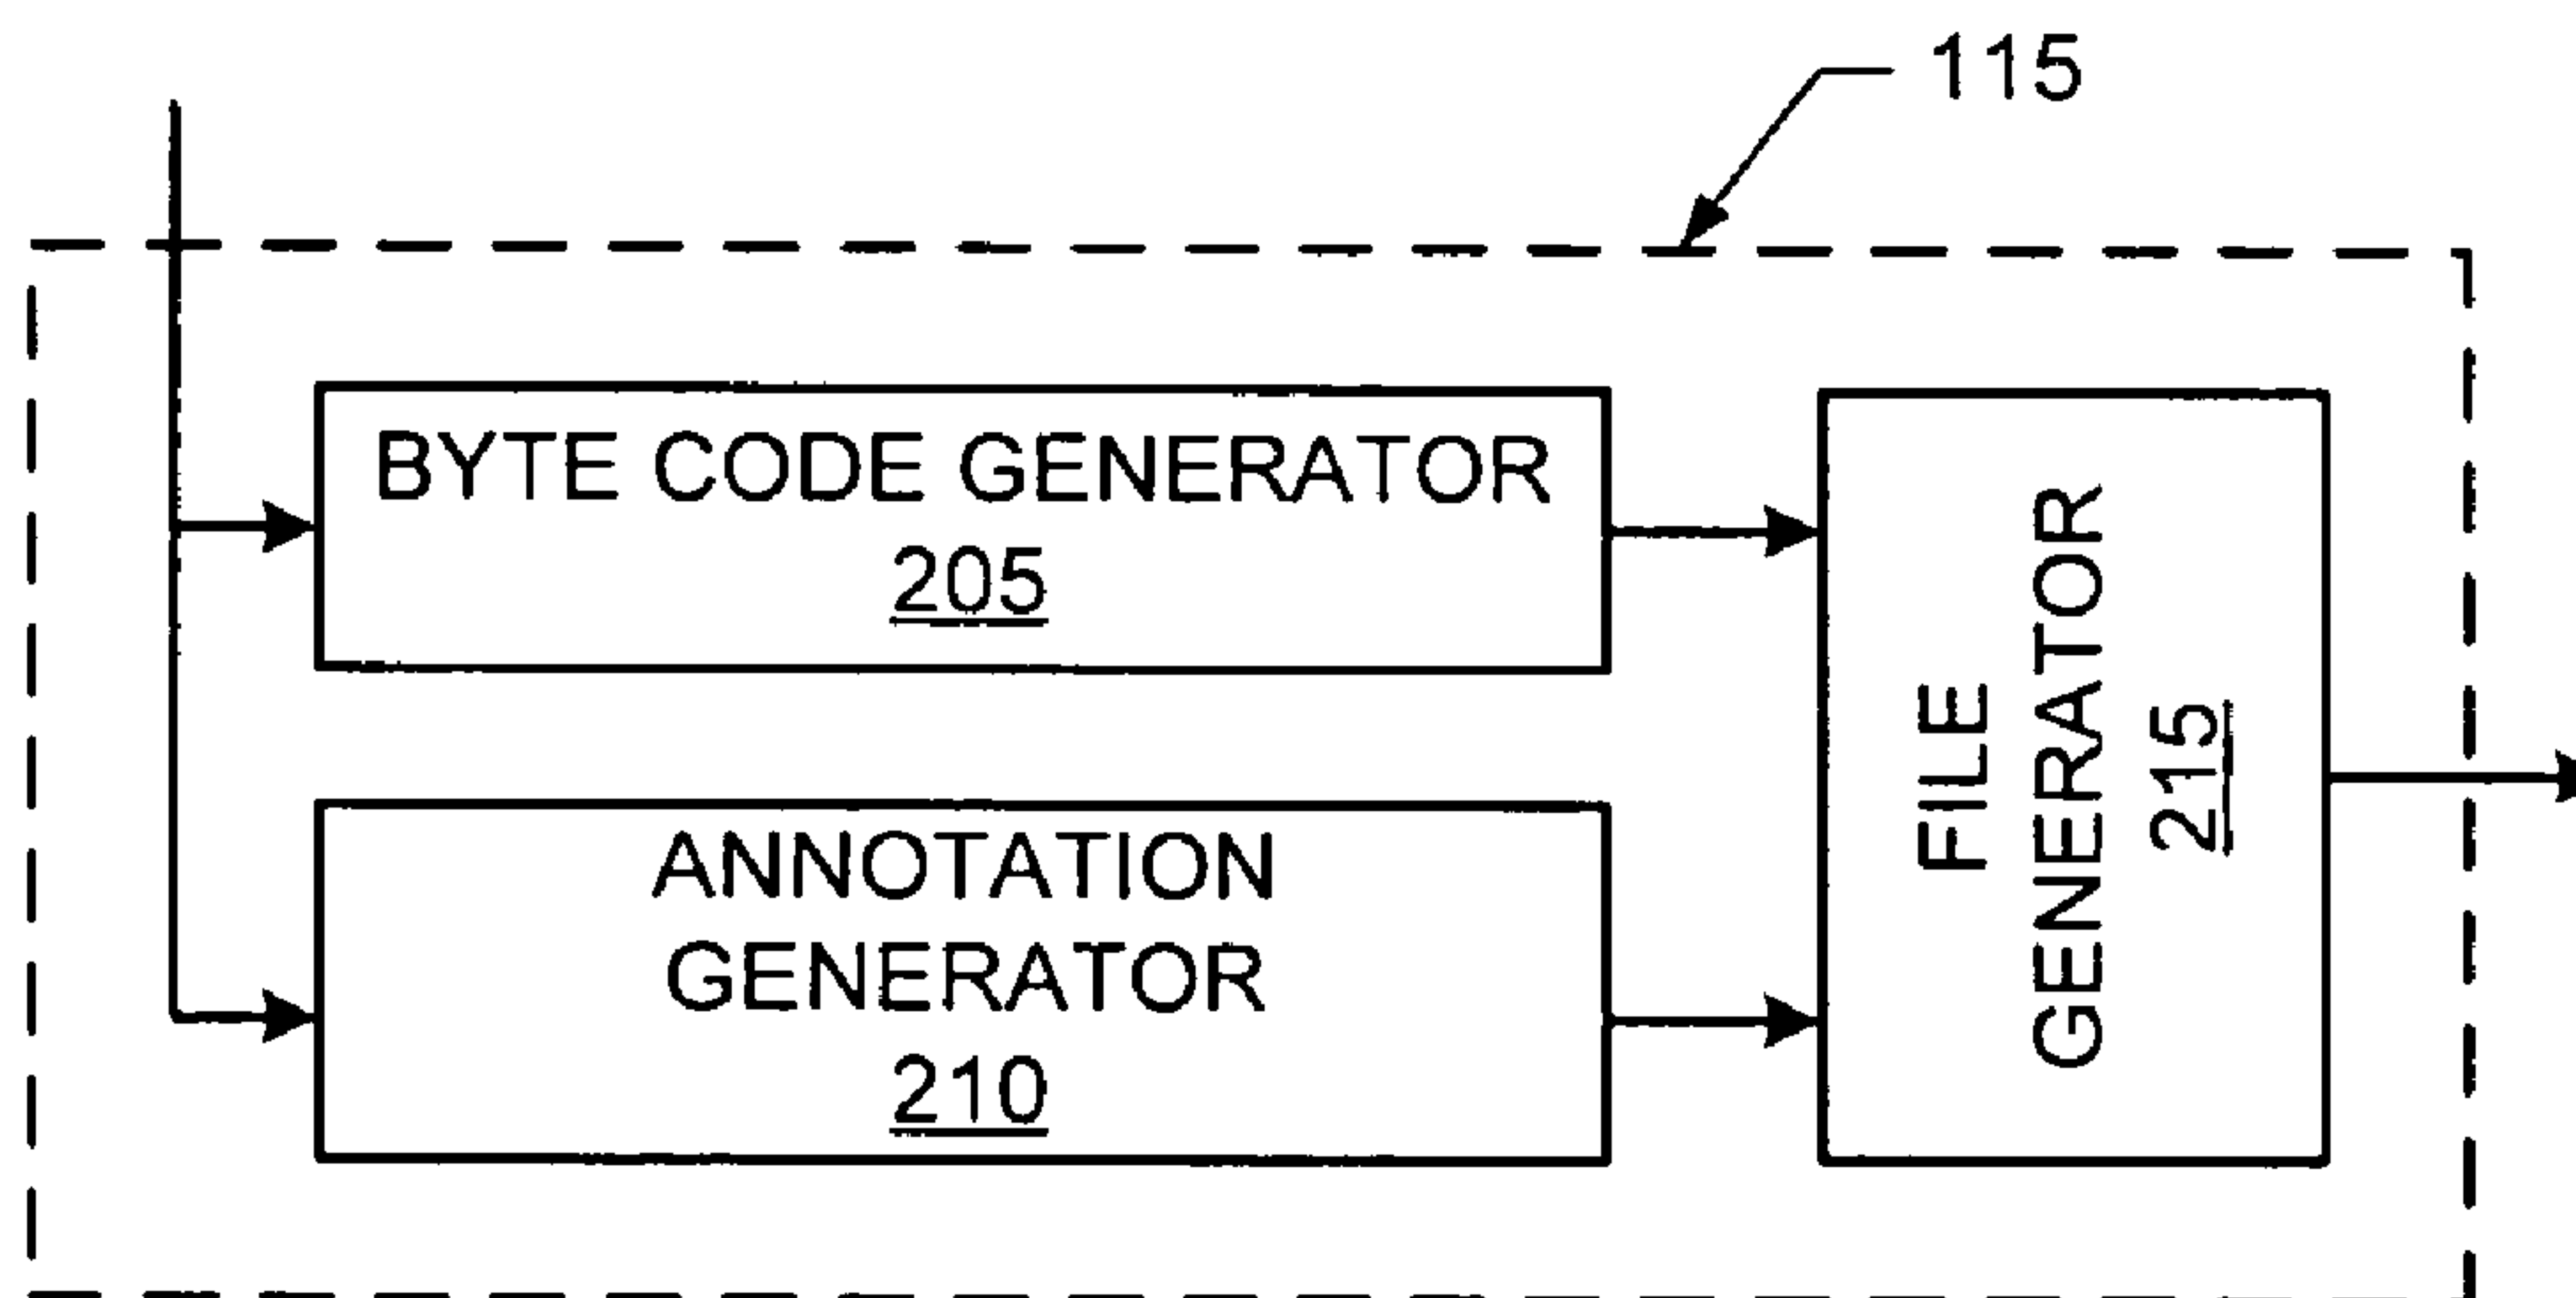 115
BYTE CODE GENERATOR
205
ANNOTATION
GENERATOR
210
FILE
GENERATOR
215